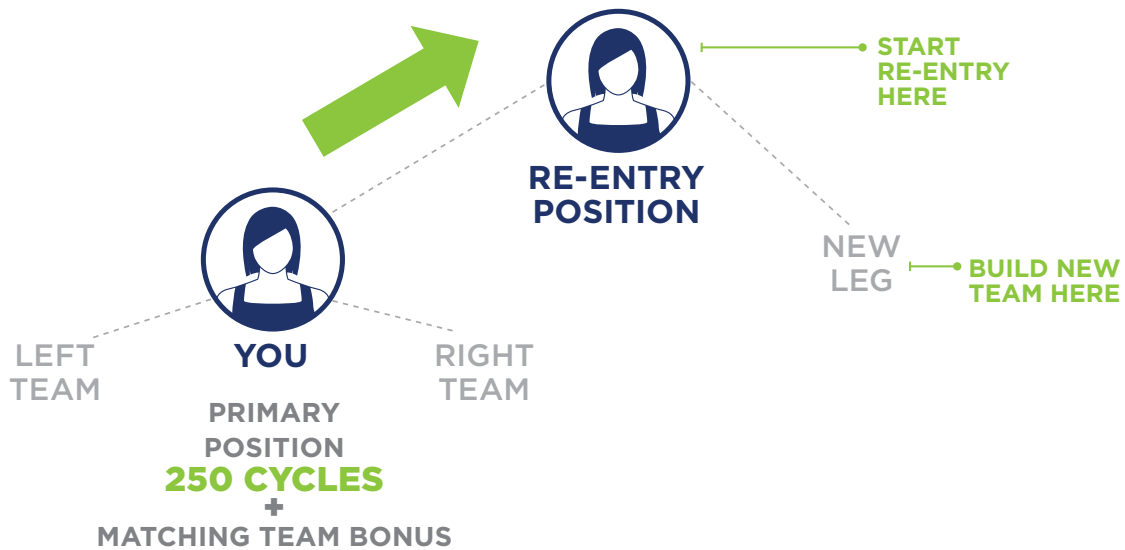 START
RE-ENTRY
HERE
RE-ENTRY
POSITION
NEW
LEG
BUILD NEW
TEAM HERE
LEFT
TEAM
YOU
RIGHT
TEAM
PRIMARY
POSITION
250 CYCLES
+
MATCHING TEAM BONUS